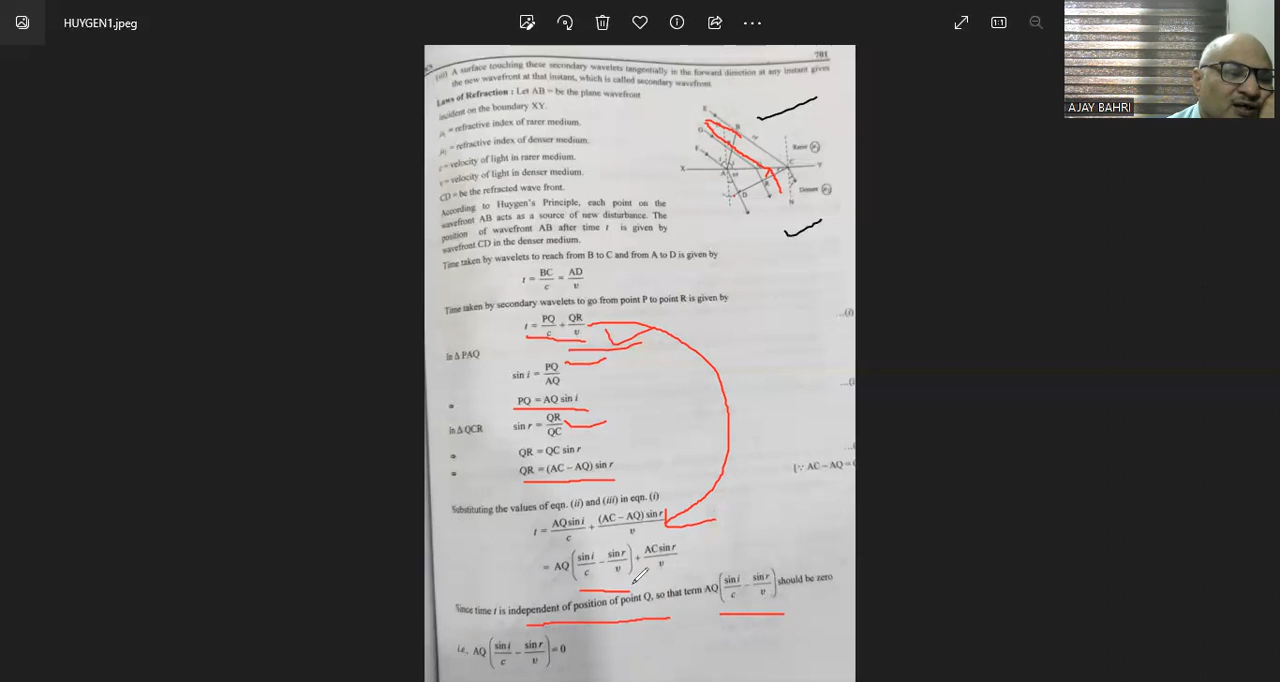 HUYGEN1.jpeg
AJAY BAHRI
701
(iii) A surface touching these secondary wavelets tangentially in the forward direction at any instant gives
the new wavefront at that instant, which is called secondary wavefront
Laws of Refraction : Let AB = be the plane wavefront
incident on the boundary XY.
= refractive index of rarer medium.
= refractive index of denser medium.
c = velocity of light in rarer medium.
v = velocity of light in denser medium.
CD = be the refracted wave front.
According to Huygen's Principle, each point on the
wavefront AB acts as a source of new disturbance. The
position of wavefront AB after time t is given by
wavefront CD in the denser medium.
X A B C D Y N
Rarer
Denser
Time taken by wavelets to reach from B to C and from A to D is given by
t = BC/c = AD/v
Time taken by secondary wavelets to go from point P to point R is given by
t = PQ/c + QR/v ...(i)
In Δ PAQ
sin i = PQ/AQ
PQ = AQ sin i
In Δ QCR sin r = QR/QC
QR = QC sin r
QR = (AC – AQ) sin r [∵ AC – AQ =
Substituting the values of eqn. (ii) and (iii) in eqn. (i)
t = AQ sin i/c + (AC – AQ) sin r/v
= AQ (sin i/c – sin r/v) + AC sin r/v
Since time t is independent of position of point Q, so that term AQ (sin i/c – sin r/v) should be zero
i.e. AQ (sin i/c – sin r/v) = 0